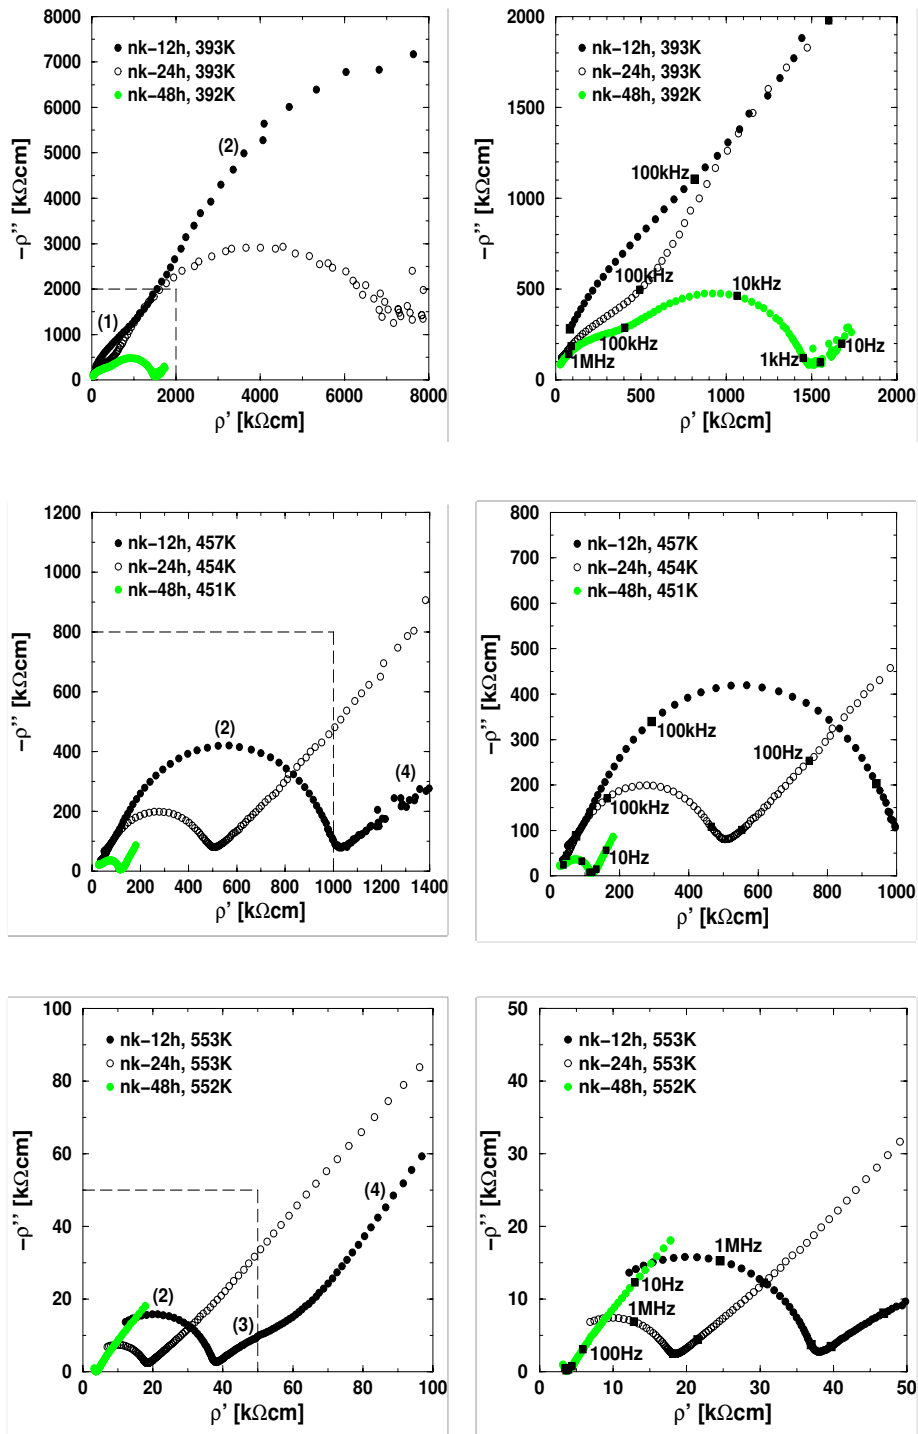 8000
7000
6000
5000
4000
3000
2000
1000
0
−ρ'' [kΩcm]
nk−12h, 393K
nk−24h, 393K
nk−48h, 392K
(2)
(1)
0 2000 4000 6000 8000
ρ' [kΩcm]
2000
1500
1000
500
0
−ρ'' [kΩcm]
nk−12h, 393K
nk−24h, 393K
nk−48h, 392K
100kHz
100kHz
10kHz
100kHz
1MHz
1kHz
10Hz
0 500 1000 1500 2000
ρ' [kΩcm]
1200
1000
800
600
400
200
0
−ρ'' [kΩcm]
nk−12h, 457K
nk−24h, 454K
nk−48h, 451K
(2)
(4)
0 200 400 600 800 1000 1200 1400
ρ' [kΩcm]
800
700
600
500
400
300
200
100
0
−ρ'' [kΩcm]
nk−12h, 457K
nk−24h, 454K
nk−48h, 451K
100kHz
100Hz
100kHz
10Hz
0 200 400 600 800 1000
ρ' [kΩcm]
100
80
60
40
20
0
−ρ'' [kΩcm]
nk−12h, 553K
nk−24h, 553K
nk−48h, 552K
(4)
(2)
(3)
0 20 40 60 80 100
ρ' [kΩcm]
50
40
30
20
10
0
−ρ'' [kΩcm]
nk−12h, 553K
nk−24h, 553K
nk−48h, 552K
1MHz
10Hz
1MHz
100Hz
0 10 20 30 40 50
ρ' [kΩcm]